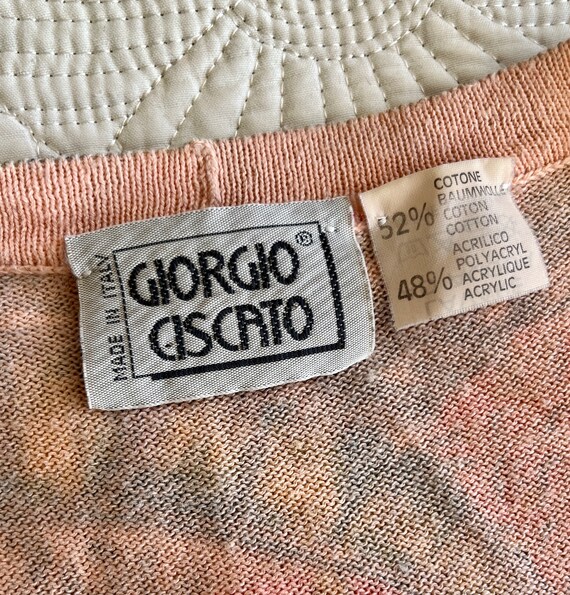 MADE IN ITALY
GIORGIO ®
CISCATO
COTONE
BAUMWOLLE
52% COTON
COTTON
ACRILICO
POLYACRYL
48% ACRYLIQUE
ACRYLIC